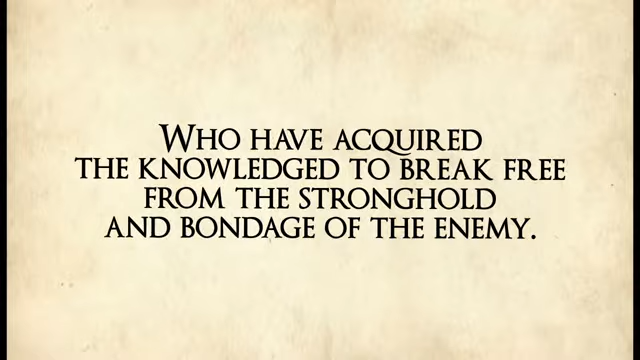 Who have acquired
the knowledged to break free
from the stronghold
and bondage of the enemy.